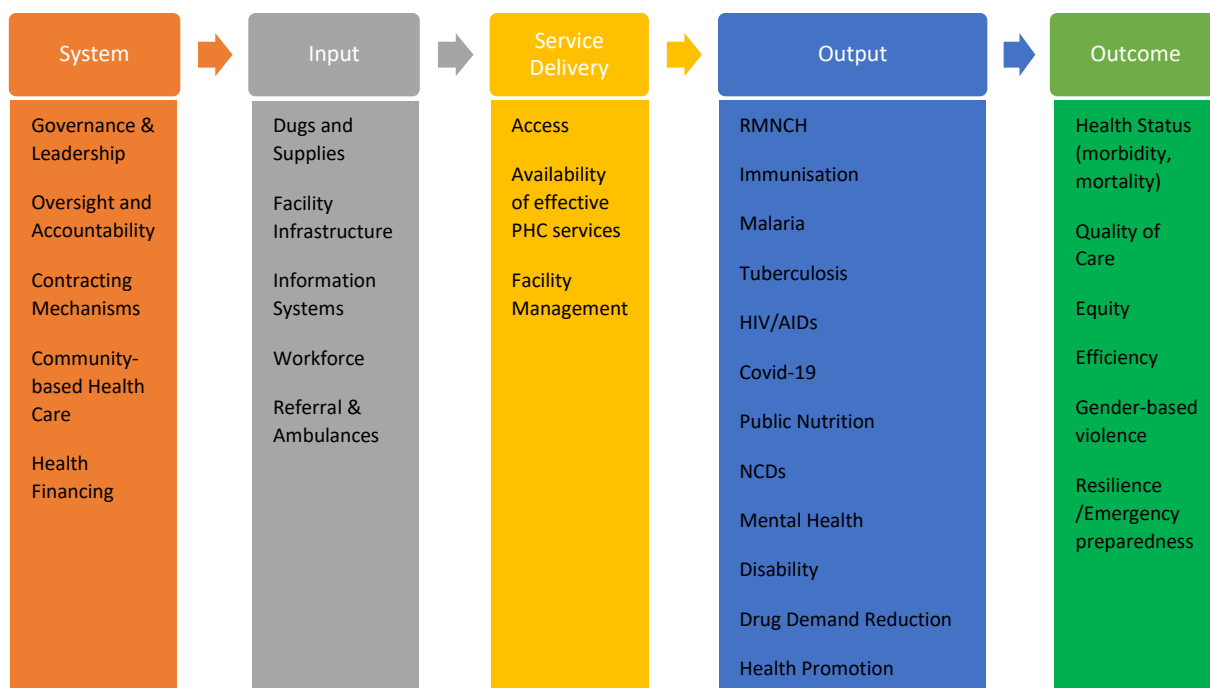 System
Governance &
Leadership
Oversight and
Accountability
Contracting
Mechanisms
Community-
based Health
Care
Health
Financing
Input
Dugs and
Supplies
Facility
Infrastructure
Information
Systems
Workforce
Referral &
Ambulances
Service
Delivery
Access
Availability
of effective
PHC services
Facility
Management
Output
RMNCH
Immunisation
Malaria
Tuberculosis
HIV/AIDs
Covid-19
Public Nutrition
NCDs
Mental Health
Disability
Drug Demand Reduction
Health Promotion
Outcome
Health Status
(morbidity,
mortality)
Quality of
Care
Equity
Efficiency
Gender-based
violence
Resilience
/Emergency
preparedness